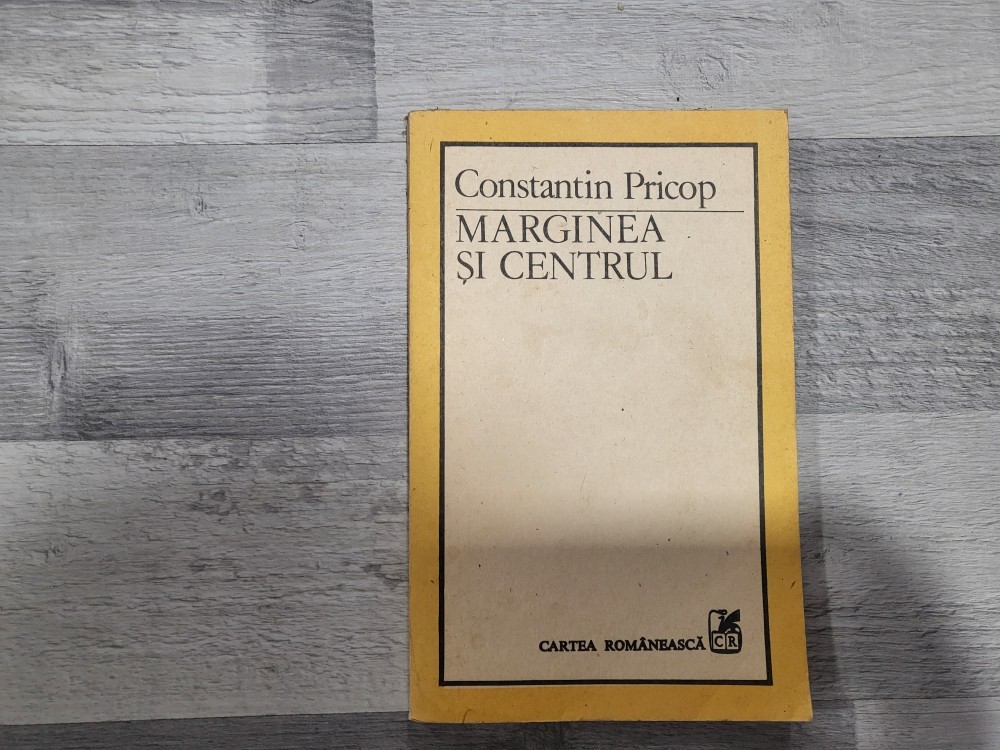 Constantin Pricop
MARGINEA
ȘI CENTRUL
CARTEA ROMÂNEASCĂ
CR